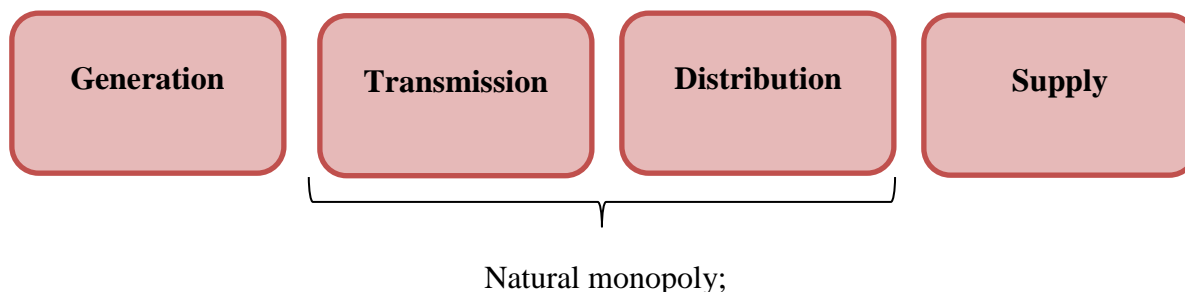 Generation
Transmission
Distribution
Supply
Natural monopoly;